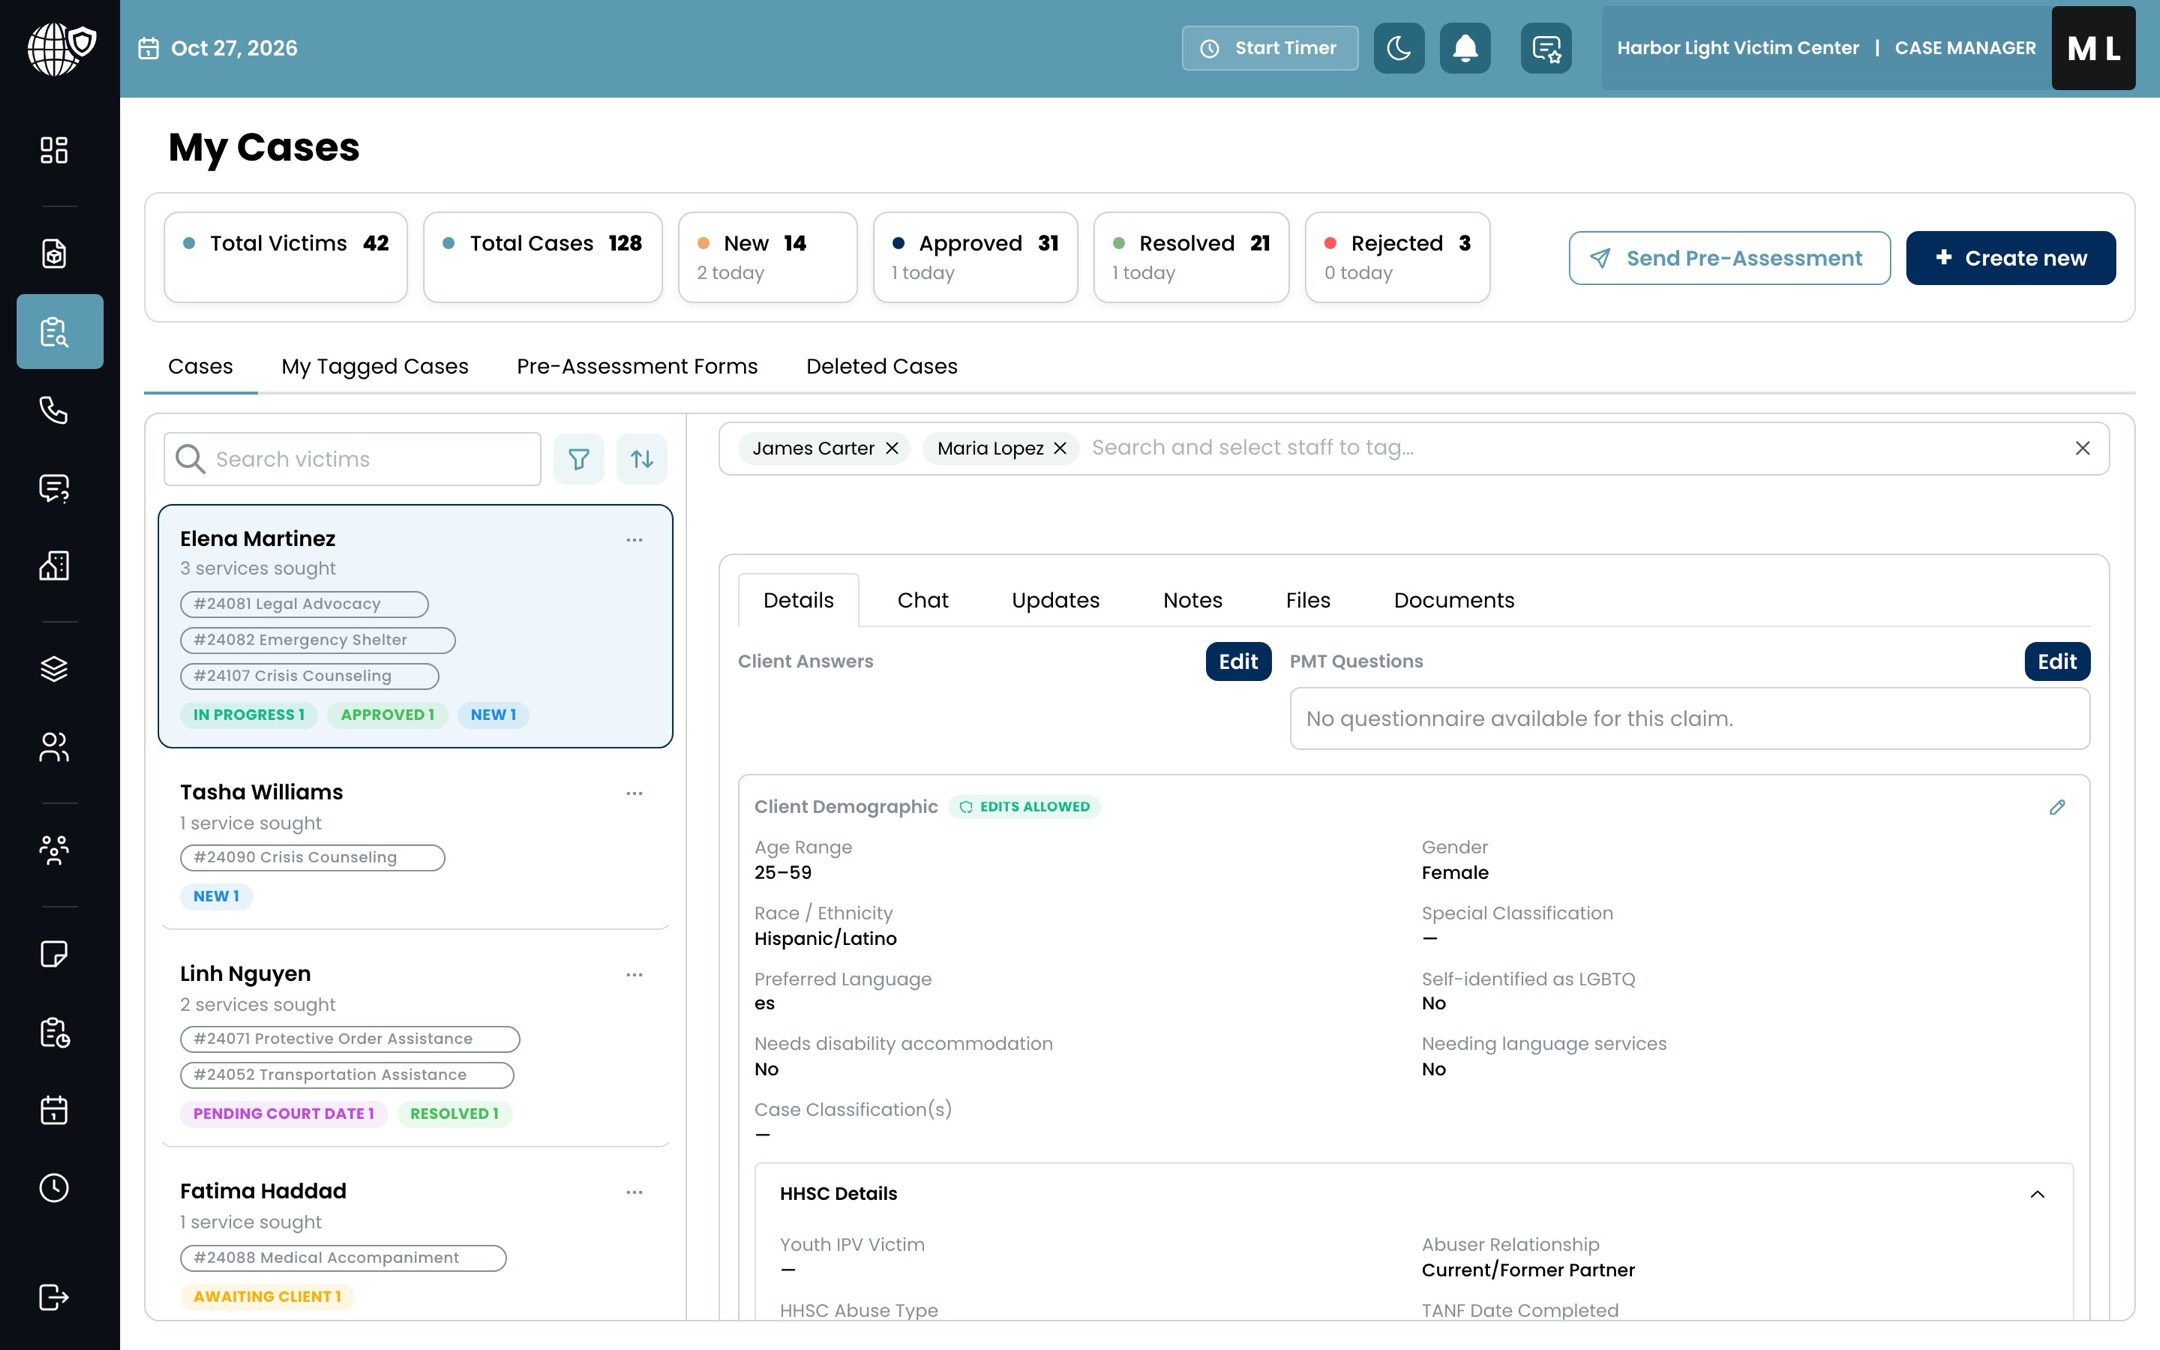 Oct 27, 2026
Start Timer
Harbor Light Victim Center | CASE MANAGER
M L
My Cases
Total Victims 42
Total Cases 128
New 14
2 today
Approved 31
1 today
Resolved 21
1 today
Rejected 3
0 today
Send Pre-Assessment
+ Create new
Cases
My Tagged Cases
Pre-Assessment Forms
Deleted Cases
Search victims
Elena Martinez
3 services sought
#24081 Legal Advocacy
#24082 Emergency Shelter
#24107 Crisis Counseling
IN PROGRESS 1
APPROVED 1
NEW 1
Tasha Williams
1 service sought
#24090 Crisis Counseling
NEW 1
Linh Nguyen
2 services sought
#24071 Protective Order Assistance
#24052 Transportation Assistance
PENDING COURT DATE 1
RESOLVED 1
Fatima Haddad
1 service sought
#24088 Medical Accompaniment
AWAITING CLIENT 1
James Carter
Maria Lopez
Search and select staff to tag...
Details
Chat
Updates
Notes
Files
Documents
Client Answers
Edit
PMT Questions
Edit
No questionnaire available for this claim.
Client Demographic
EDITS ALLOWED
Age Range
25–59
Gender
Female
Race / Ethnicity
Hispanic/Latino
Special Classification
—
Preferred Language
es
Self-identified as LGBTQ
No
Needs disability accommodation
No
Needing language services
No
Case Classification(s)
—
HHSC Details
Youth IPV Victim
—
Abuser Relationship
Current/Former Partner
HHSC Abuse Type
TANF Date Completed